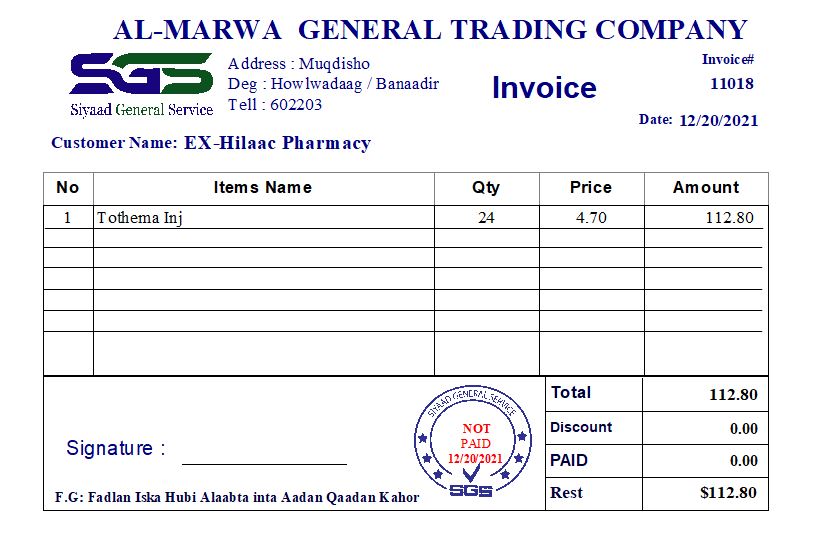 AL-MARWA GENERAL TRADING COMPANY
SGS
Siyaad General Service
Address : Muqdisho
Deg : Howlwadaag / Banaadir
Tell : 602203
Invoice
Invoice#
11018
Date: 12/20/2021
Customer Name: EX-Hilaac Pharmacy
No Items Name Qty Price Amount
1 Tothema Inj 24 4.70 112.80
Total 112.80
Discount 0.00
PAID 0.00
Rest $112.80
SIYAAD GENERAL SERVICE
NOT
PAID
12/20/2021
SGS
Signature :
F.G: Fadlan Iska Hubi Alaabta inta Aadan Qaadan Kahor